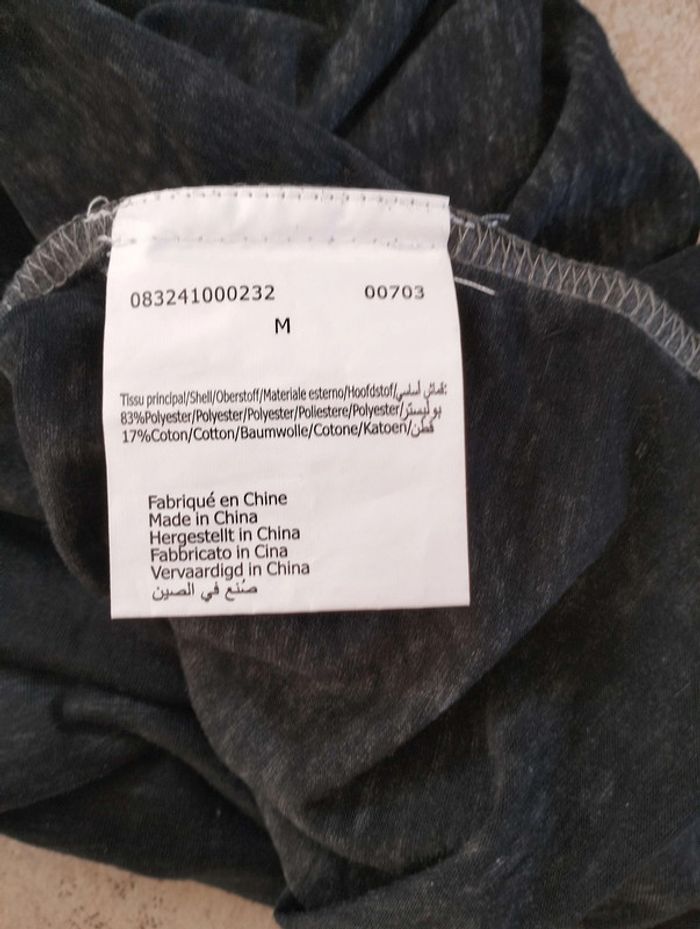 083241000232 00703
M
Tissu principal/Shell/Oberstoff/Materiale esterno/Hoofdstof/قماش أساسي:
83%Polyester/Polyester/Polyester/Poliestere/Polyester/بوليستر
17%Coton/Cotton/Baumwolle/Cotone/Katoen/قطن
Fabriqué en Chine
Made in China
Hergestellt in China
Fabbricato in Cina
Vervaardigd in China
صُنع في الصين